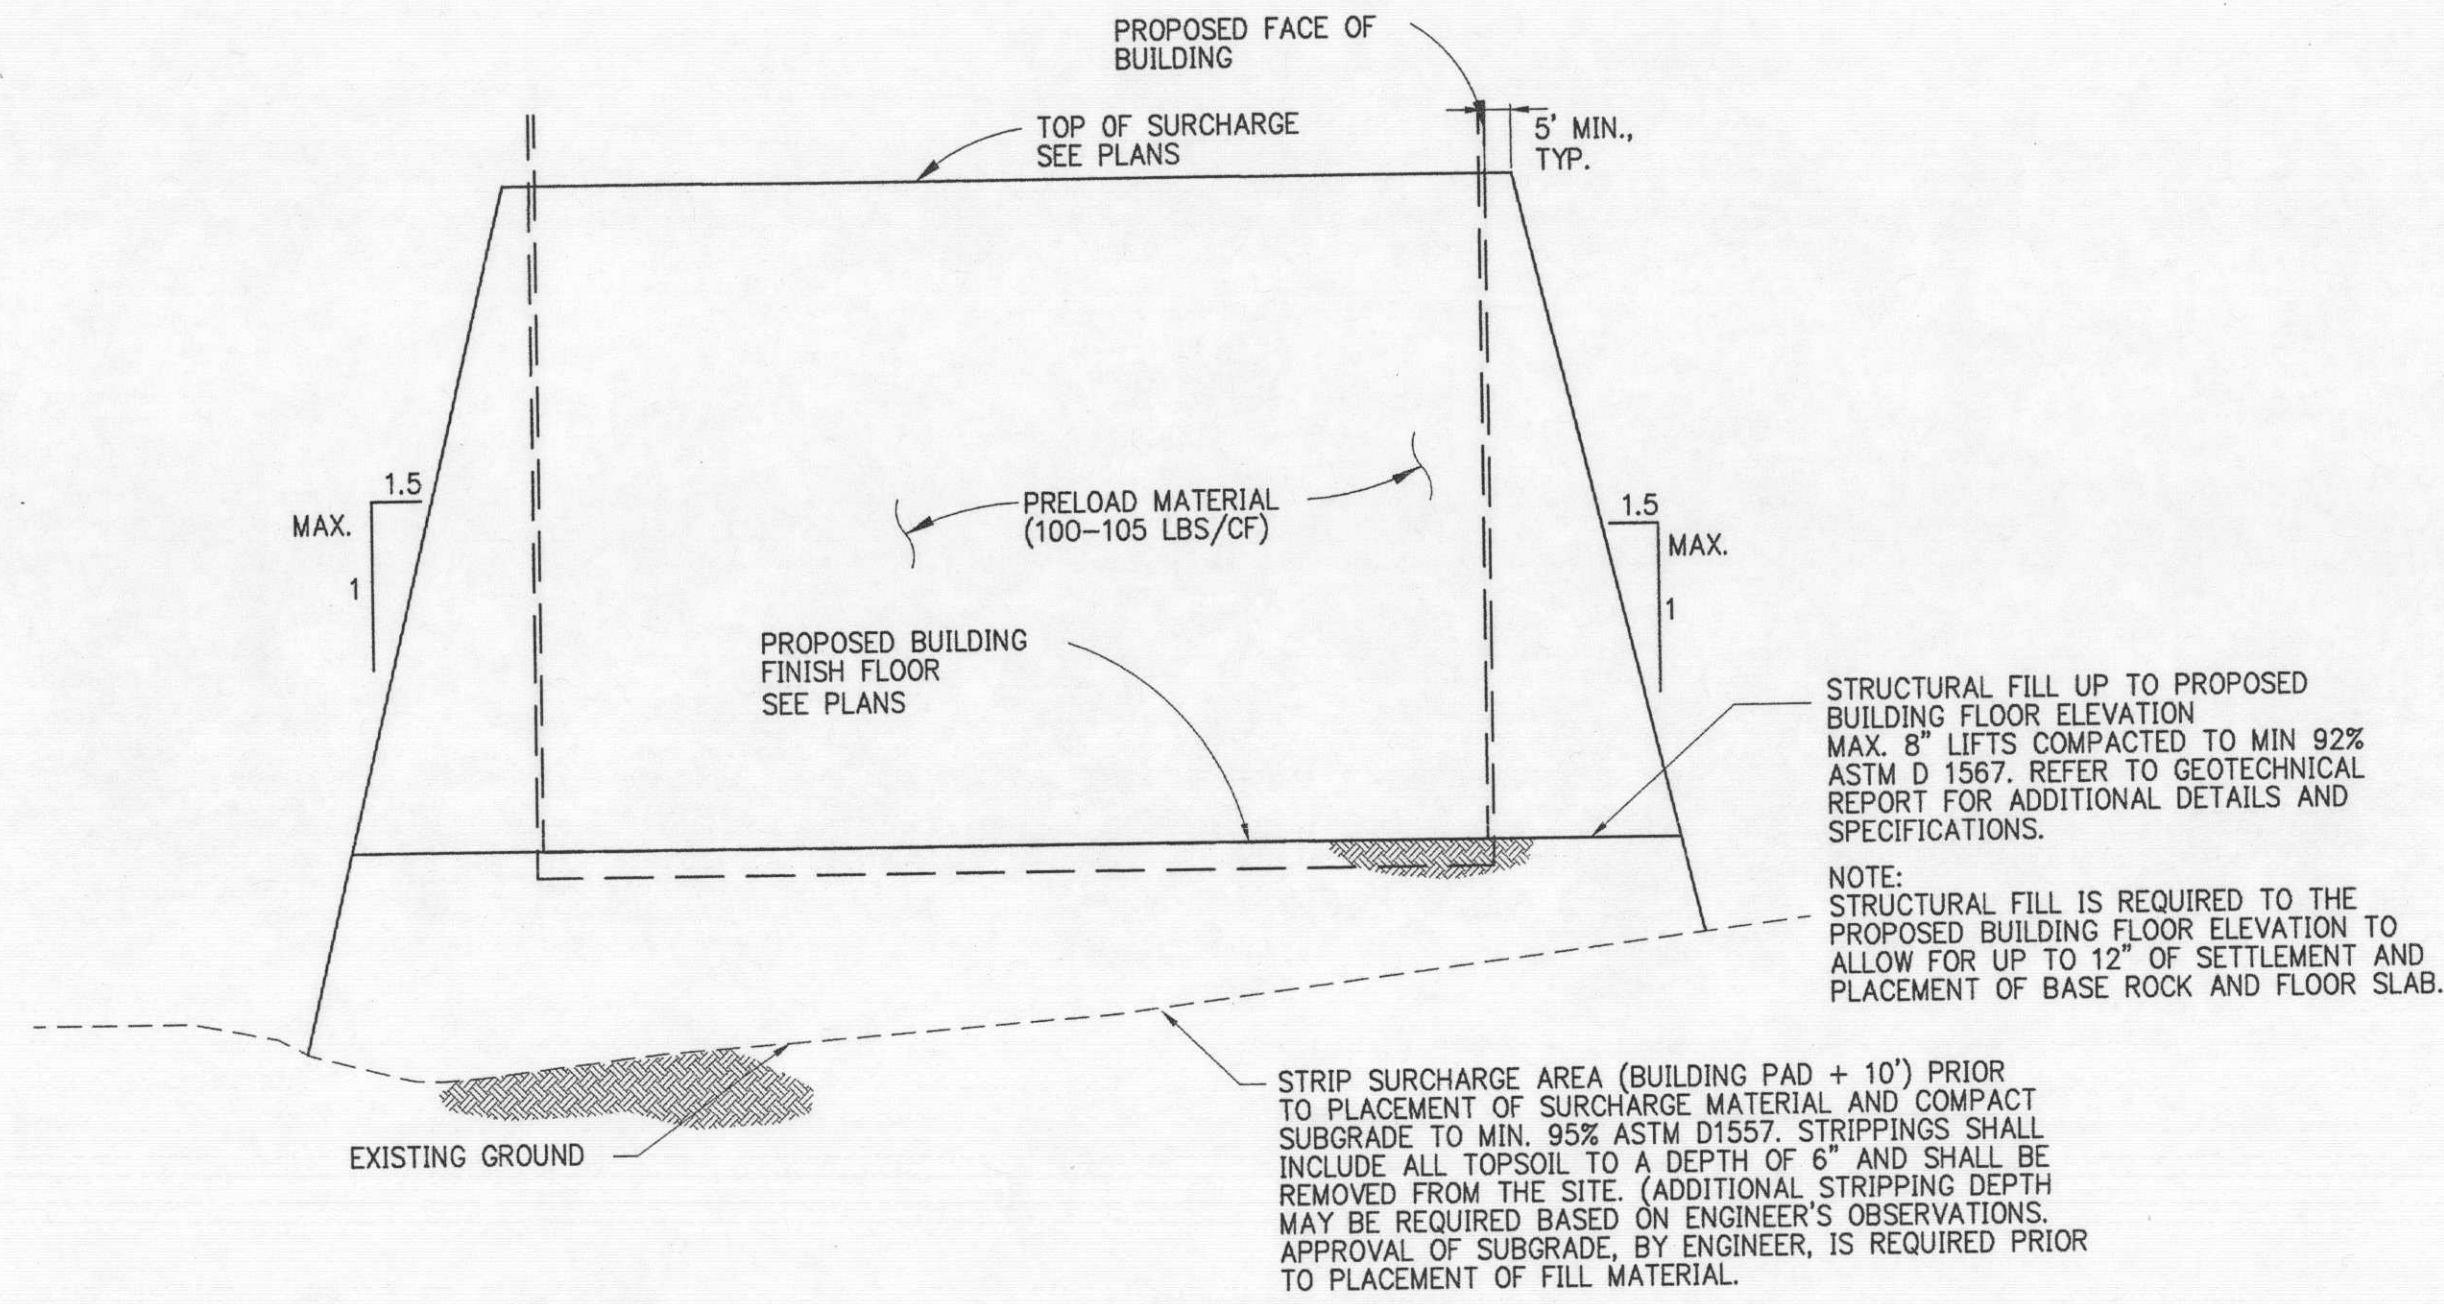 PROPOSED FACE OF
BUILDING
TOP OF SURCHARGE
SEE PLANS
5' MIN.,
TYP.
1.5
MAX.
1
PRELOAD MATERIAL
(100-105 LBS/CF)
1.5
MAX.
1
PROPOSED BUILDING
FINISH FLOOR
SEE PLANS
STRUCTURAL FILL UP TO PROPOSED
BUILDING FLOOR ELEVATION
MAX. 8" LIFTS COMPACTED TO MIN 92%
ASTM D 1567. REFER TO GEOTECHNICAL
REPORT FOR ADDITIONAL DETAILS AND
SPECIFICATIONS.
NOTE:
STRUCTURAL FILL IS REQUIRED TO THE
PROPOSED BUILDING FLOOR ELEVATION TO
ALLOW FOR UP TO 12" OF SETTLEMENT AND
PLACEMENT OF BASE ROCK AND FLOOR SLAB.
EXISTING GROUND
STRIP SURCHARGE AREA (BUILDING PAD + 10') PRIOR
TO PLACEMENT OF SURCHARGE MATERIAL AND COMPACT
SUBGRADE TO MIN. 95% ASTM D1557. STRIPPINGS SHALL
INCLUDE ALL TOPSOIL TO A DEPTH OF 6" AND SHALL BE
REMOVED FROM THE SITE. (ADDITIONAL STRIPPING DEPTH
MAY BE REQUIRED BASED ON ENGINEER'S OBSERVATIONS.
APPROVAL OF SUBGRADE, BY ENGINEER, IS REQUIRED PRIOR
TO PLACEMENT OF FILL MATERIAL.